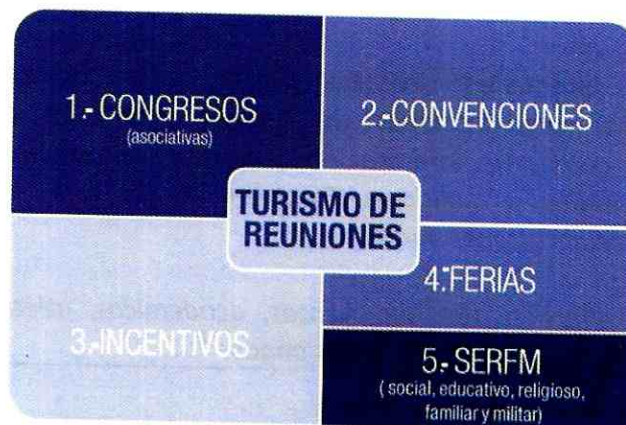 1.- CONGRESOS
(asociativas)
2.-CONVENCIONES
TURISMO DE
REUNIONES
3.-INCENTIVOS
4.-FERIAS
5.- SERFM
( social, educativo, religioso,
familiar y militar)